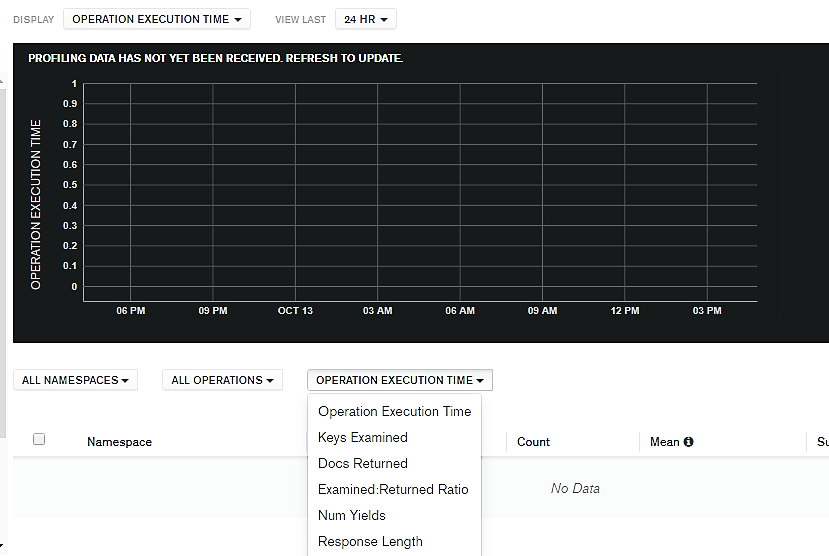 DISPLAY OPERATION EXECUTION TIME VIEW LAST 24 HR
PROFILING DATA HAS NOT YET BEEN RECEIVED. REFRESH TO UPDATE.
OPERATION EXECUTION TIME
1
0.9
0.8
0.7
0.6
0.5
0.4
0.3
0.2
0.1
0
06 PM 09 PM OCT 13 03 AM 06 AM 09 AM 12 PM 03 PM
ALL NAMESPACES ALL OPERATIONS OPERATION EXECUTION TIME
Operation Execution Time
Keys Examined
Docs Returned
Examined:Returned Ratio
Num Yields
Response Length
Namespace Count Mean
No Data